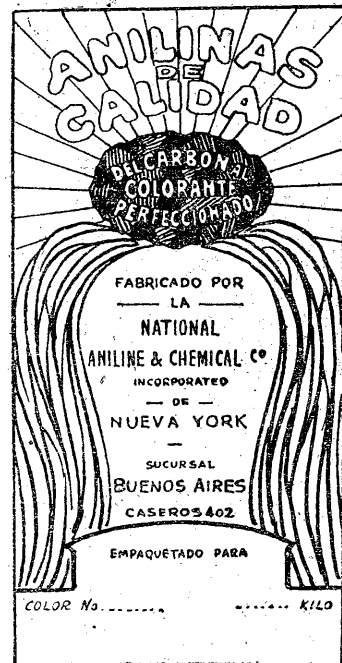 ANILINAS
DE
CALIDAD
DEL CARBÓN AL
COLORANTE
PERFECCIONADO
FABRICADO POR
— LA —
NATIONAL
ANILINE & CHEMICAL Cº
INCORPORATED
— DE —
NUEVA YORK
—
SUCURSAL
BUENOS AIRES
CASEROS 402
EMPAQUETADO PARA
COLOR No. ........ ........ KILO